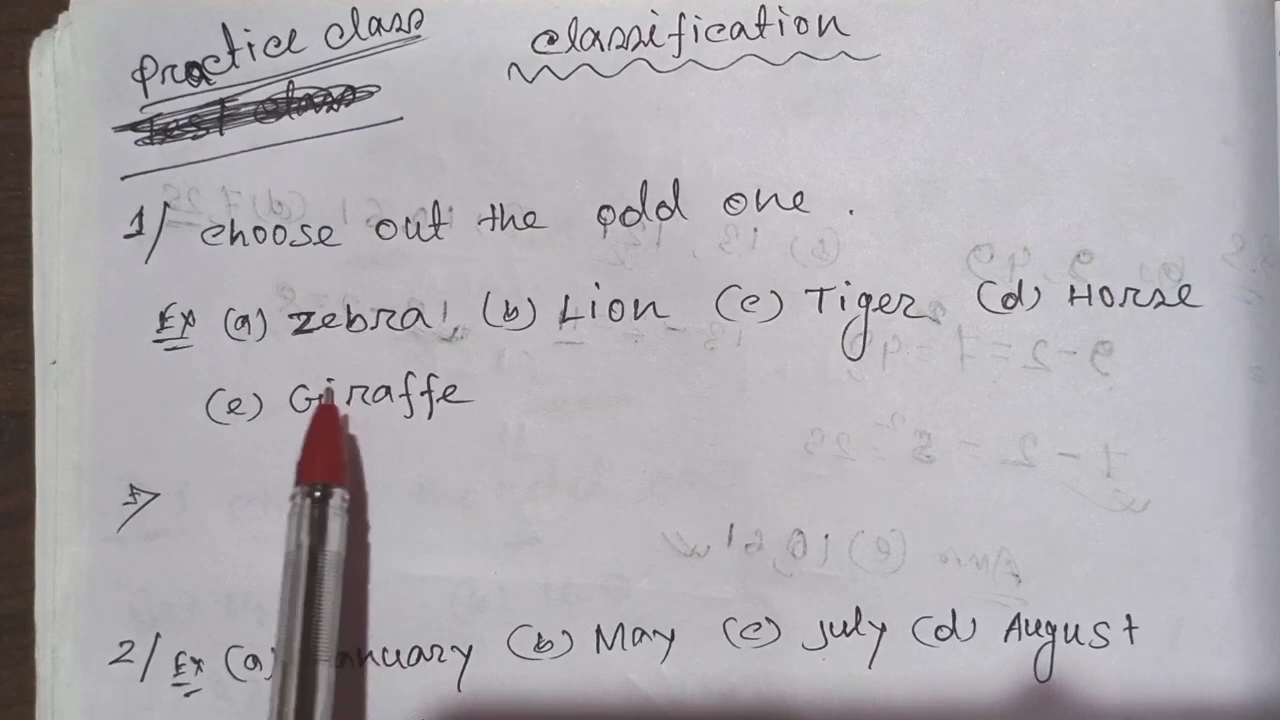 Practice class
classification
Test class
1/ choose out the odd one.
Ex (a) zebra, (b) Lion (c) Tiger (d) Horse
(e) Giraffe
⇒
2/ Ex (a) January (b) May (c) July (d) August